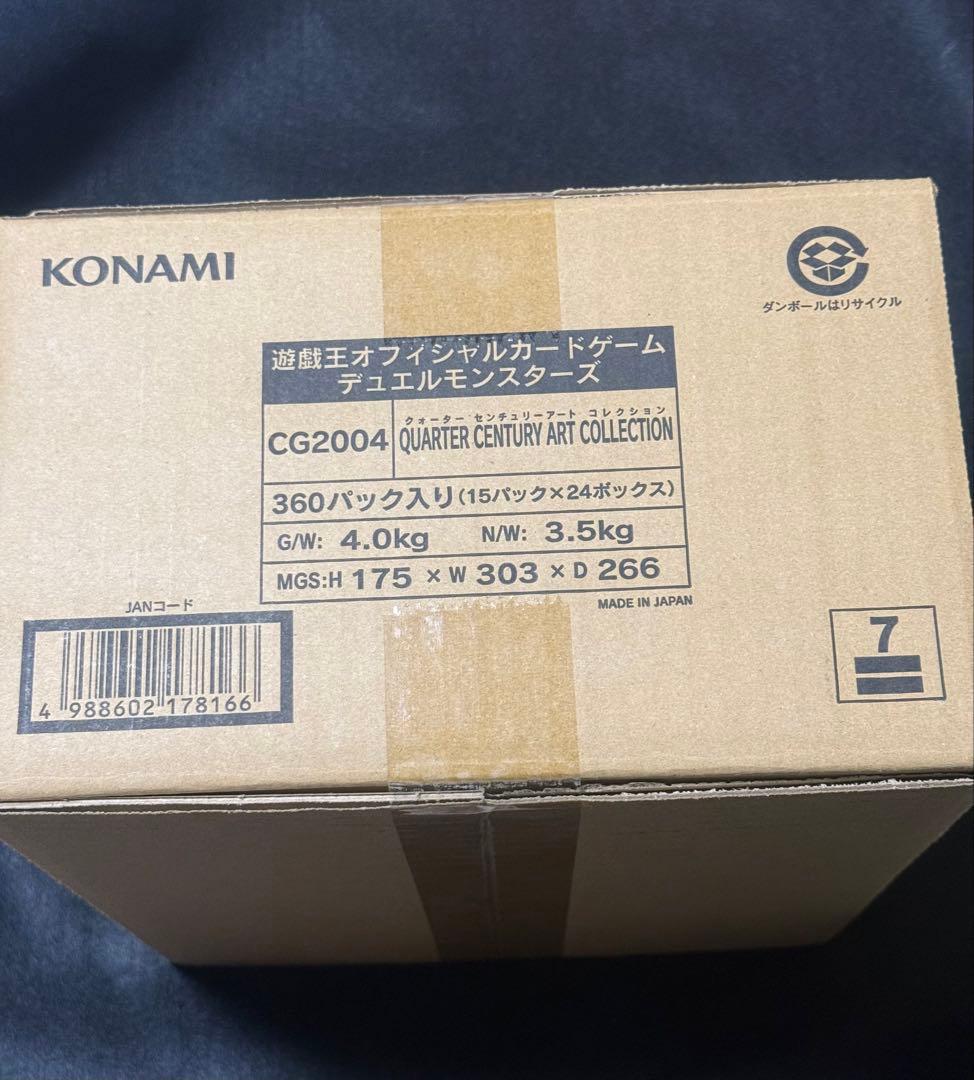 KONAMI
ダンボールはリサイクル
遊戯王オフィシャルカードゲーム
デュエルモンスターズ
CG2004
クォーター センチュリーアート コレクション
QUARTER CENTURY ART COLLECTION
360パック入り(15パック×24ボックス)
G/W: 4.0kg N/W: 3.5kg
MGS:H 175 × W 303 × D 266
MADE IN JAPAN
JANコード
4 988602 178166
7